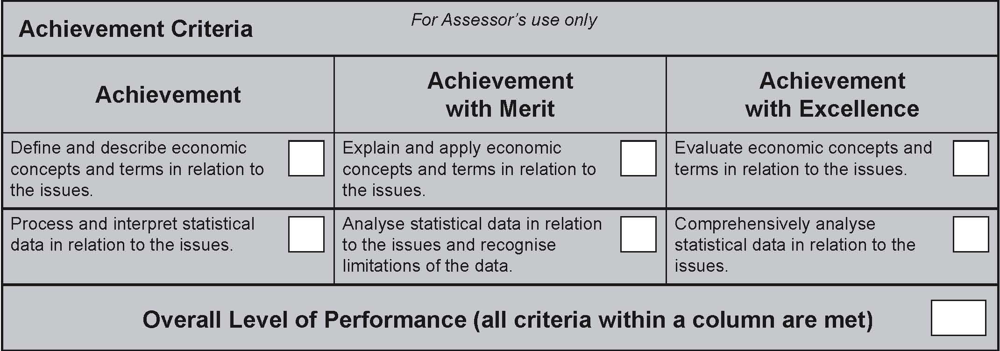 Achievement Criteria
For Assessor's use only
Achievement
Achievement
with Merit
Achievement
with Excellence
Define and describe economic
concepts and terms in relation to
the issues.
Explain and apply economic
concepts and terms in relation to
the issues.
Evaluate economic concepts and
terms in relation to the issues.
Process and interpret statistical
data in relation to the issues.
Analyse statistical data in relation
to the issues and recognise
limitations of the data.
Comprehensively analyse
statistical data in relation to the
issues.
Overall Level of Performance (all criteria within a column are met)